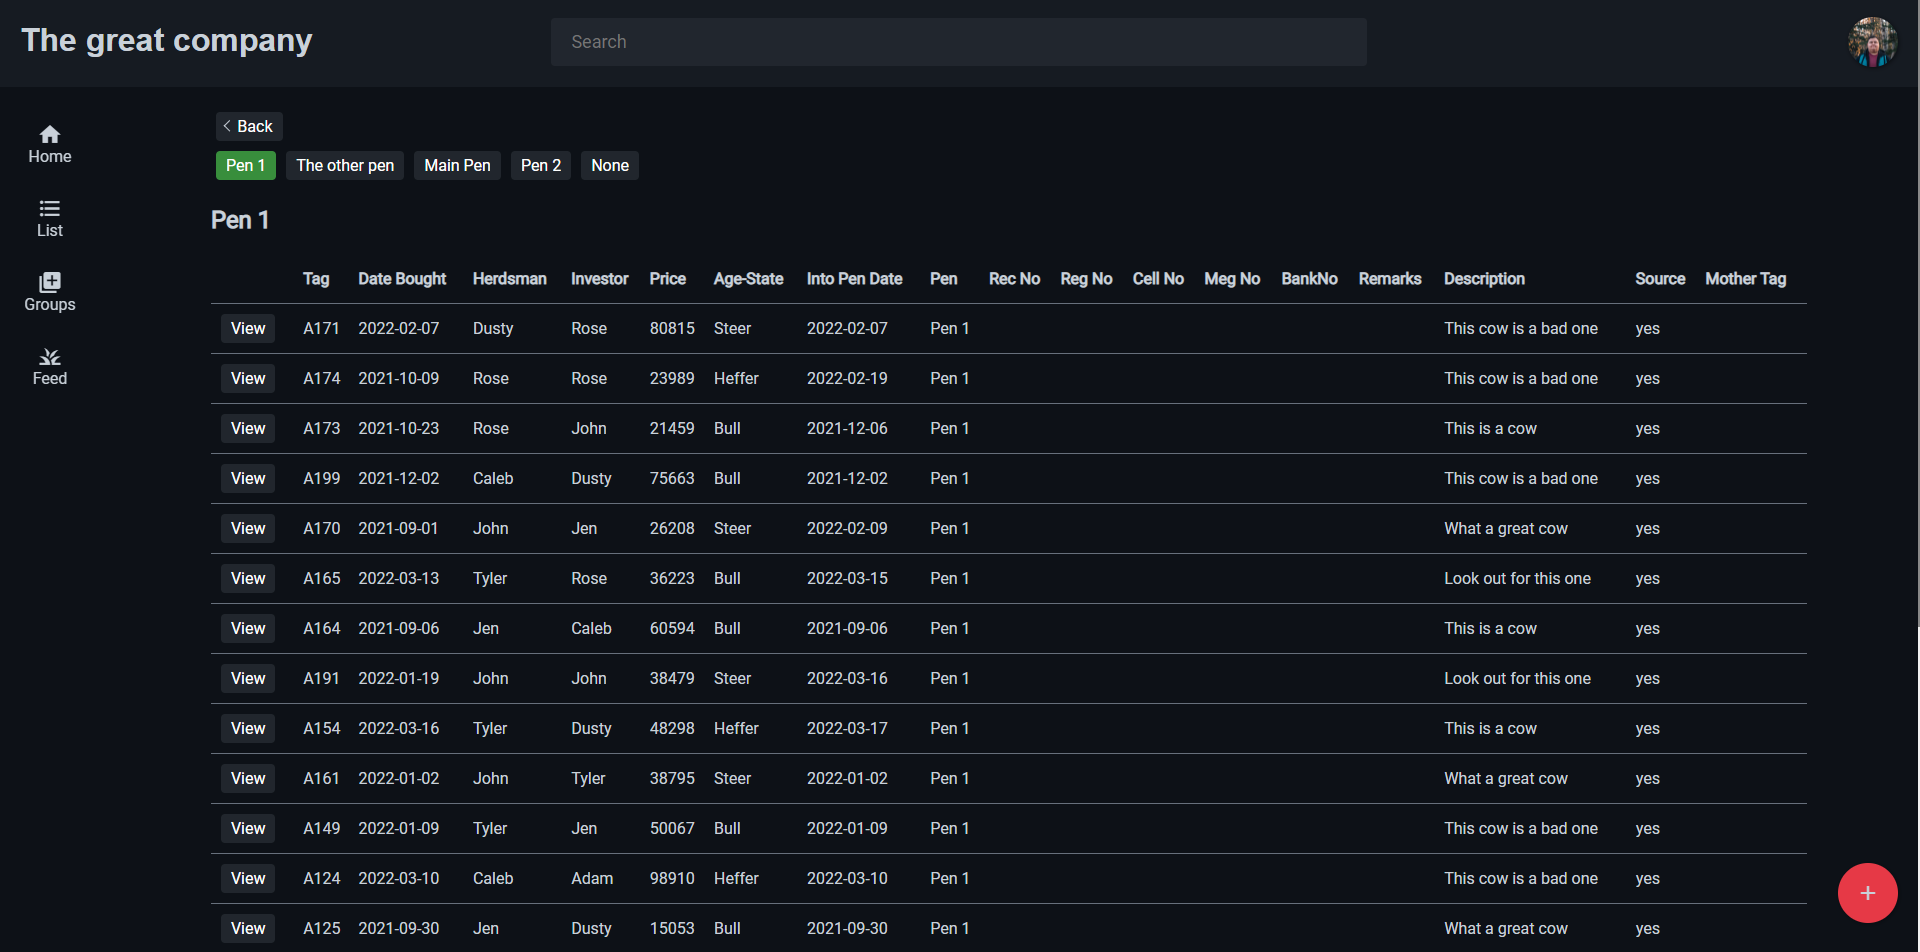 The great company
Search
Home
List
Groups
Feed
Back
Pen 1 The other pen Main Pen Pen 2 None
Pen 1
Tag Date Bought Herdsman Investor Price Age-State Into Pen Date Pen Rec No Reg No Cell No Meg No BankNo Remarks Description Source Mother Tag
View A171 2022-02-07 Dusty Rose 80815 Steer 2022-02-07 Pen 1 This cow is a bad one yes
View A174 2021-10-09 Rose Rose 23989 Heffer 2022-02-19 Pen 1 This cow is a bad one yes
View A173 2021-10-23 Rose John 21459 Bull 2021-12-06 Pen 1 This is a cow yes
View A199 2021-12-02 Caleb Dusty 75663 Bull 2021-12-02 Pen 1 This cow is a bad one yes
View A170 2021-09-01 John Jen 26208 Steer 2022-02-09 Pen 1 What a great cow yes
View A165 2022-03-13 Tyler Rose 36223 Bull 2022-03-15 Pen 1 Look out for this one yes
View A164 2021-09-06 Jen Caleb 60594 Bull 2021-09-06 Pen 1 This is a cow yes
View A191 2022-01-19 John John 38479 Steer 2022-03-16 Pen 1 Look out for this one yes
View A154 2022-03-16 Tyler Dusty 48298 Heffer 2022-03-17 Pen 1 This is a cow yes
View A161 2022-01-02 John Tyler 38795 Steer 2022-01-02 Pen 1 What a great cow yes
View A149 2022-01-09 Tyler Jen 50067 Bull 2022-01-09 Pen 1 This cow is a bad one yes
View A124 2022-03-10 Caleb Adam 98910 Heffer 2022-03-10 Pen 1 This cow is a bad one yes
View A125 2021-09-30 Jen Dusty 15053 Bull 2021-09-30 Pen 1 What a great cow yes
+